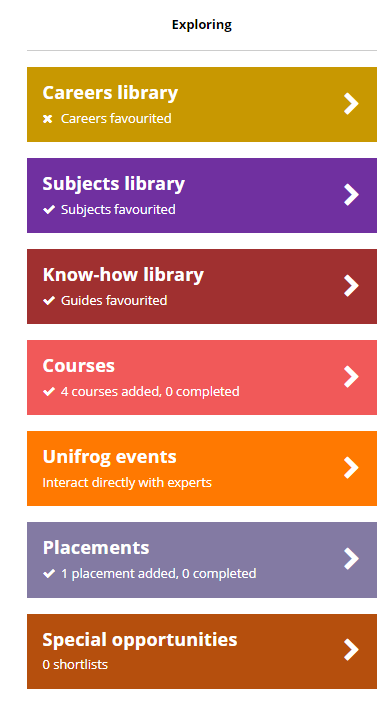 Exploring
Careers library
Careers favourited
Subjects library
Subjects favourited
Know-how library
Guides favourited
Courses
4 courses added, 0 completed
Unifrog events
Interact directly with experts
Placements
1 placement added, 0 completed
Special opportunities
0 shortlists